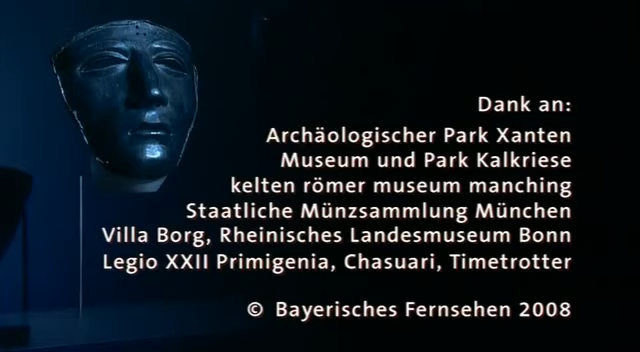 Dank an:
Archäologischer Park Xanten
Museum und Park Kalkriese
kelten römer museum manching
Staatliche Münzsammlung München
Villa Borg, Rheinisches Landesmuseum Bonn
Legio XXII Primigenia, Chasuari, Timetrotter
© Bayerisches Fernsehen 2008